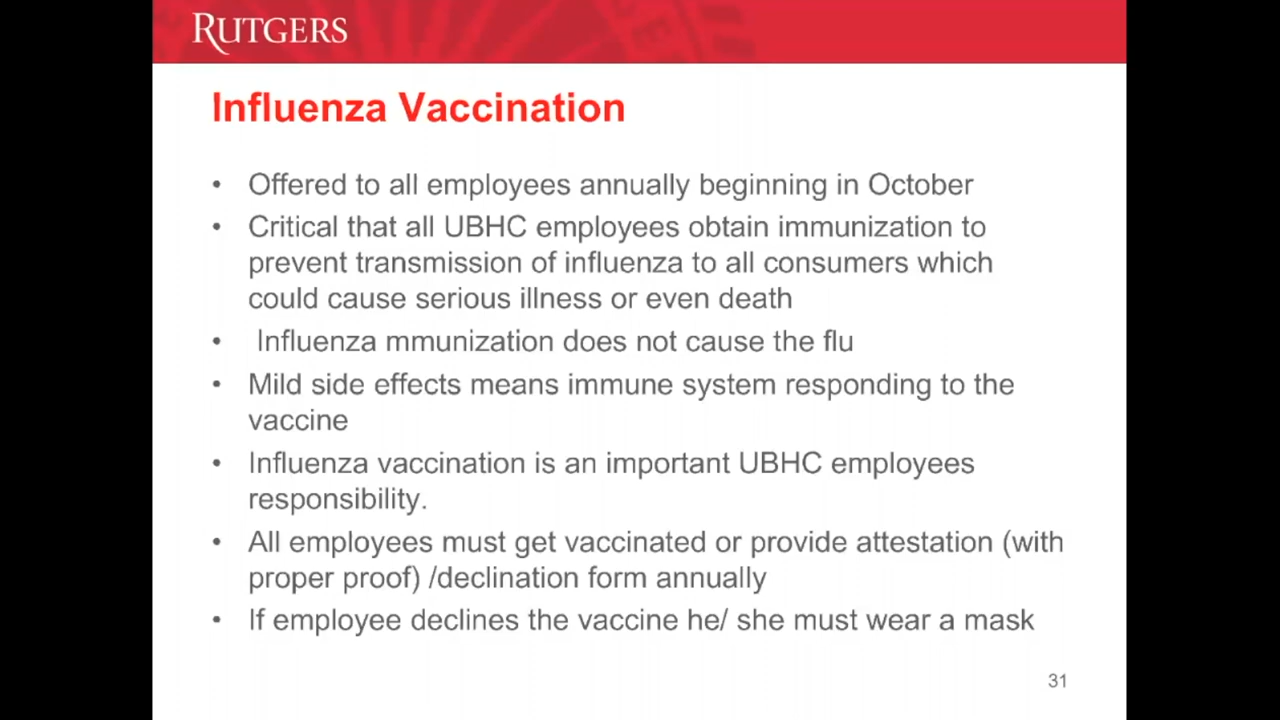 RUTGERS
Influenza Vaccination
• Offered to all employees annually beginning in October
• Critical that all UBHC employees obtain immunization to
prevent transmission of influenza to all consumers which
could cause serious illness or even death
• Influenza mmunization does not cause the flu
• Mild side effects means immune system responding to the
vaccine
• Influenza vaccination is an important UBHC employees
responsibility.
• All employees must get vaccinated or provide attestation (with
proper proof) /declination form annually
• If employee declines the vaccine he/ she must wear a mask
31